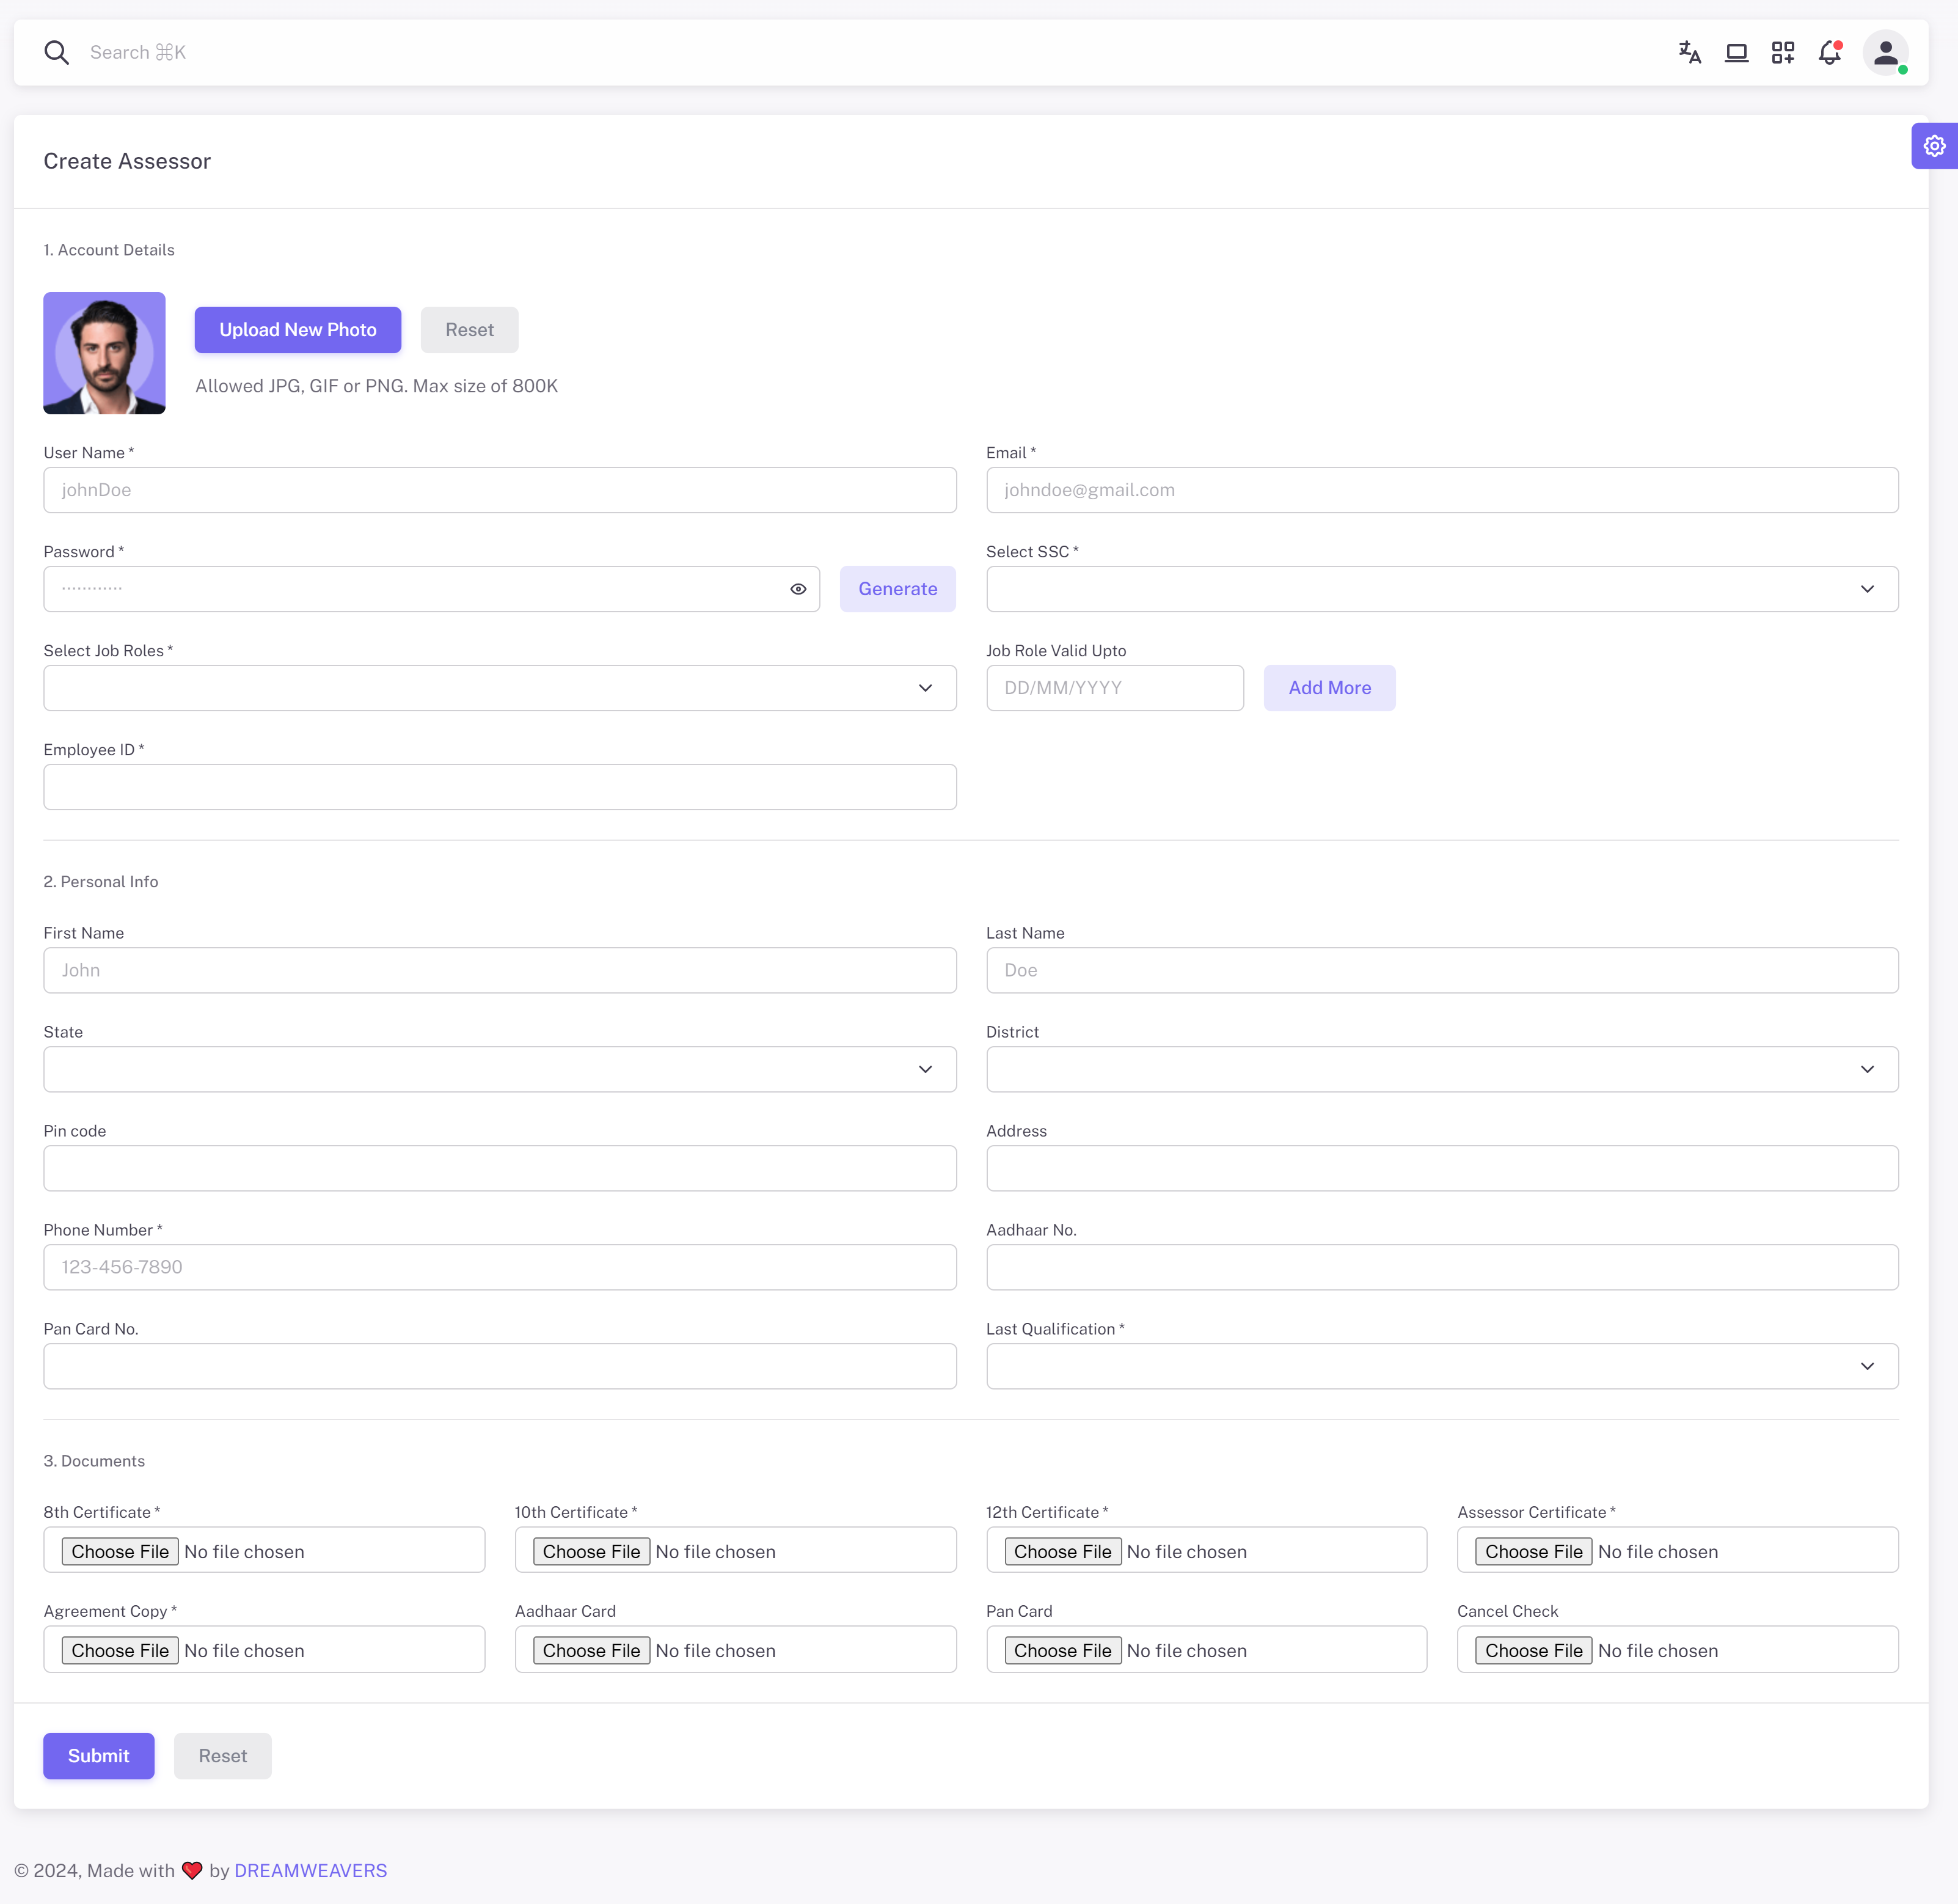 Search ⌘K
Create Assessor
1. Account Details
Upload New Photo
Reset
Allowed JPG, GIF or PNG. Max size of 800K
User Name *
Email *
johnDoe
johndoe@gmail.com
Password *
Select SSC *
············
Generate
Select Job Roles *
Job Role Valid Upto
DD/MM/YYYY
Add More
Employee ID *
2. Personal Info
First Name
Last Name
John
Doe
State
District
Pin code
Address
Phone Number *
Aadhaar No.
123-456-7890
Pan Card No.
Last Qualification *
3. Documents
8th Certificate *
10th Certificate *
12th Certificate *
Assessor Certificate *
Choose File No file chosen
Choose File No file chosen
Choose File No file chosen
Choose File No file chosen
Agreement Copy *
Aadhaar Card
Pan Card
Cancel Check
Choose File No file chosen
Choose File No file chosen
Choose File No file chosen
Choose File No file chosen
Submit
Reset
© 2024, Made with ❤️ by DREAMWEAVERS